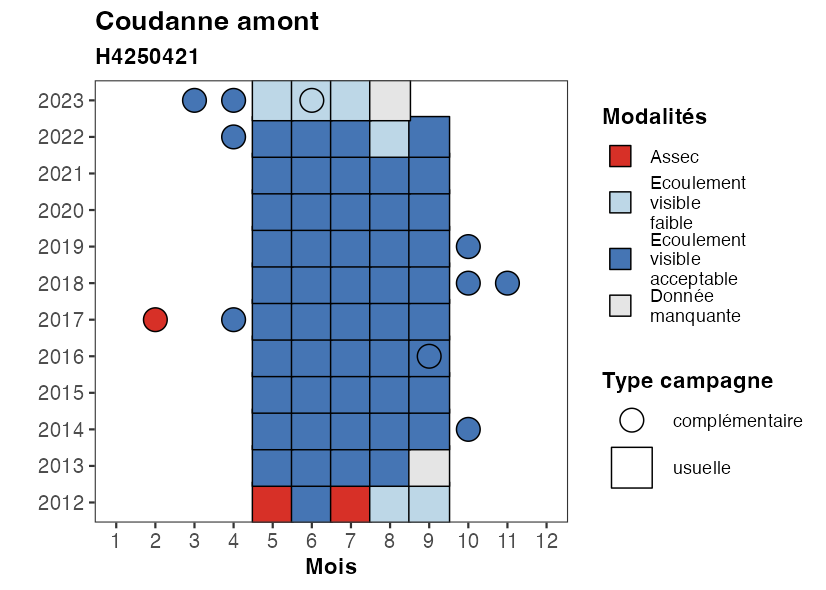 Coudanne amont
H4250421
2023
2022
2021
2020
2019
2018
2017
2016
2015
2014
2013
2012
1 2 3 4 5 6 7 8 9 10 11 12
Mois
Modalités
Assec
Ecoulement
visible
faible
Ecoulement
visible
acceptable
Donnée
manquante
Type campagne
complémentaire
usuelle